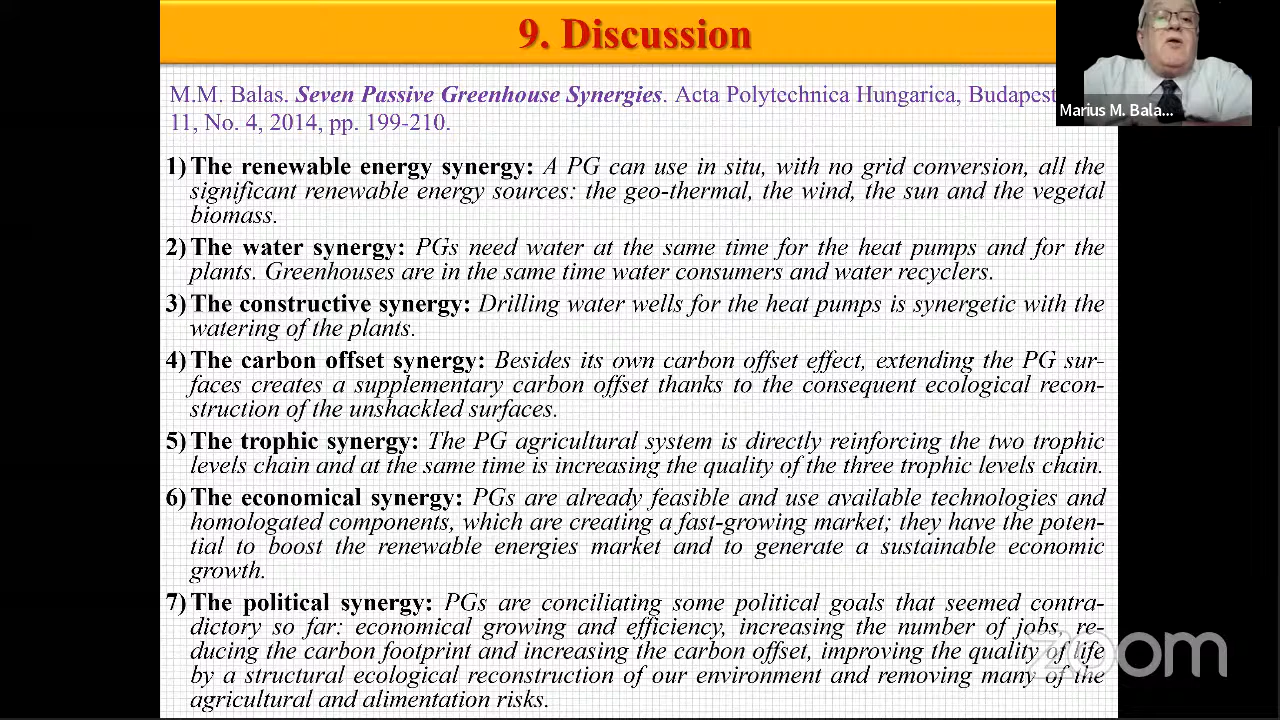 9. Discussion
M.M. Balas. Seven Passive Greenhouse Synergies. Acta Polytechnica Hungarica, Budapest
11, No. 4, 2014, pp. 199-210.
Marius M. Bala...
1) The renewable energy synergy: A PG can use in situ, with no grid conversion, all the
significant renewable energy sources: the geo-thermal, the wind, the sun and the vegetal
biomass.
2) The water synergy: PGs need water at the same time for the heat pumps and for the
plants. Greenhouses are in the same time water consumers and water recyclers.
3) The constructive synergy: Drilling water wells for the heat pumps is synergetic with the
watering of the plants.
4) The carbon offset synergy: Besides its own carbon offset effect, extending the PG sur-
faces creates a supplementary carbon offset thanks to the consequent ecological recon-
struction of the unshackled surfaces.
5) The trophic synergy: The PG agricultural system is directly reinforcing the two trophic
levels chain and at the same time is increasing the quality of the three trophic levels chain.
6) The economical synergy: PGs are already feasible and use available technologies and
homologated components, which are creating a fast-growing market; they have the poten-
tial to boost the renewable energies market and to generate a sustainable economic
growth.
7) The political synergy: PGs are conciliating some political goals that seemed contra-
dictory so far: economical growing and efficiency, increasing the number of jobs, re-
ducing the carbon footprint and increasing the carbon offset, improving the quality of life
by a structural ecological reconstruction of our environment and removing many of the
agricultural and alimentation risks.
zoom